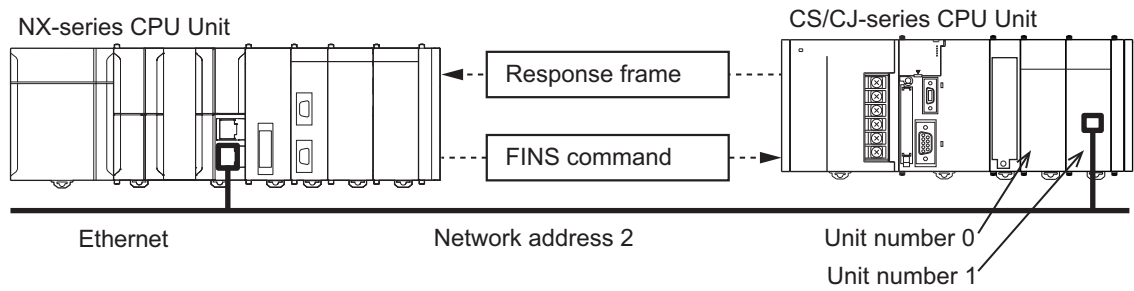 NX-series CPU Unit
CS/CJ-series CPU Unit
Response frame
FINS command
Ethernet
Network address 2
Unit number 0
Unit number 1